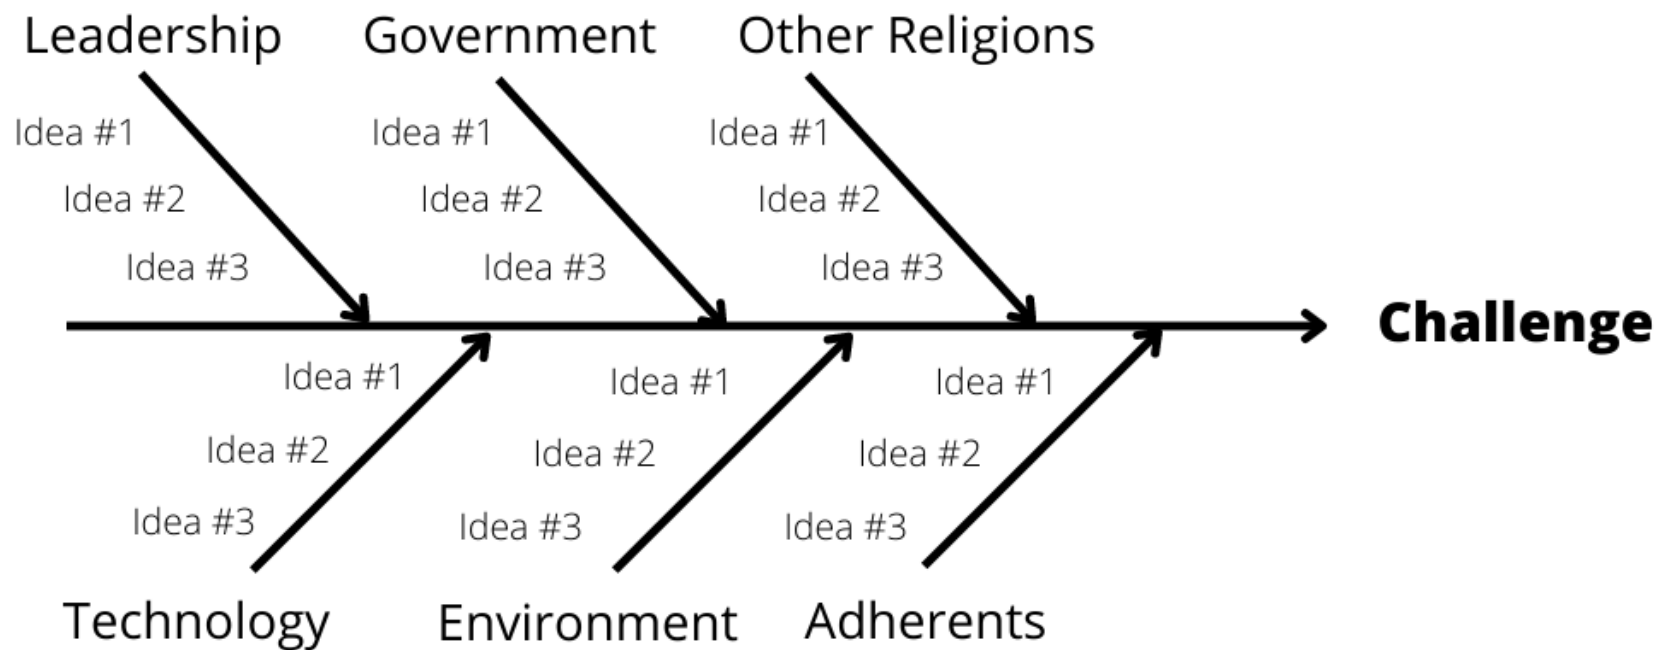 Leadership Government Other Religions
Idea #1 Idea #1 Idea #1
Idea #2 Idea #2 Idea #2
Idea #3 Idea #3 Idea #3
Challenge
Idea #1 Idea #1 Idea #1
Idea #2 Idea #2 Idea #2
Idea #3 Idea #3 Idea #3
Technology Environment Adherents